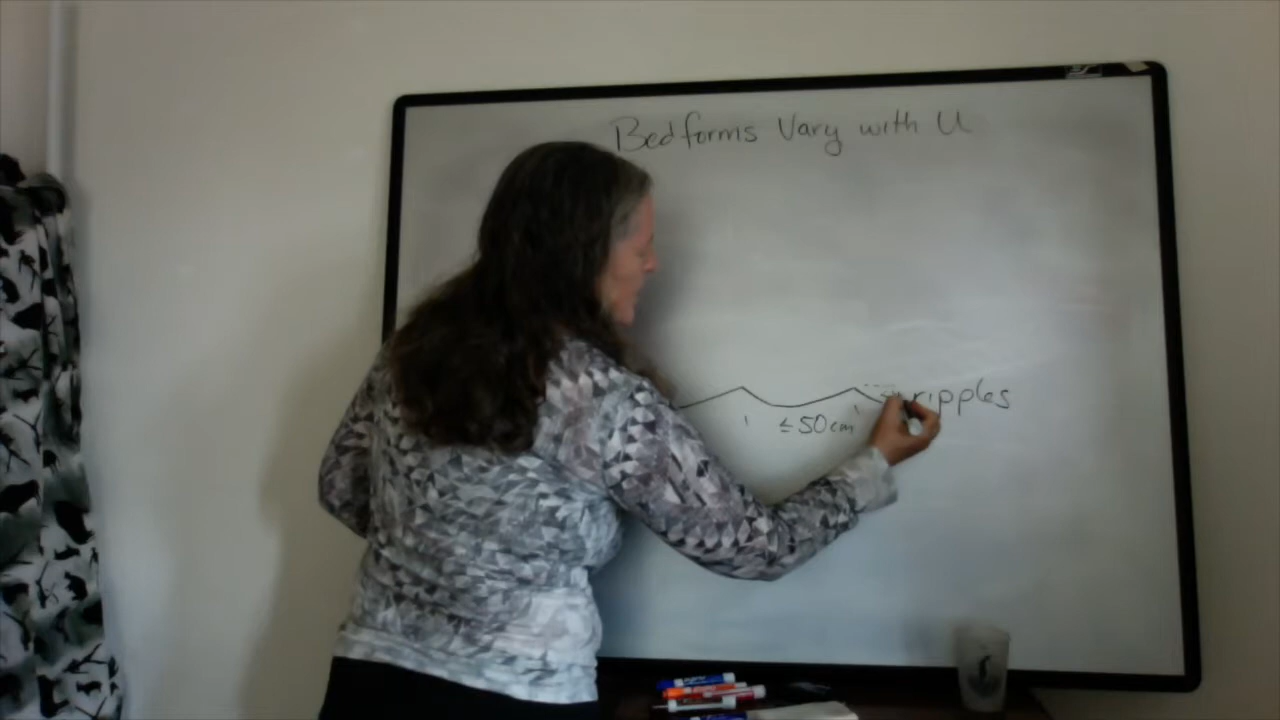 Bedforms Vary with U
ripples
≤50cm